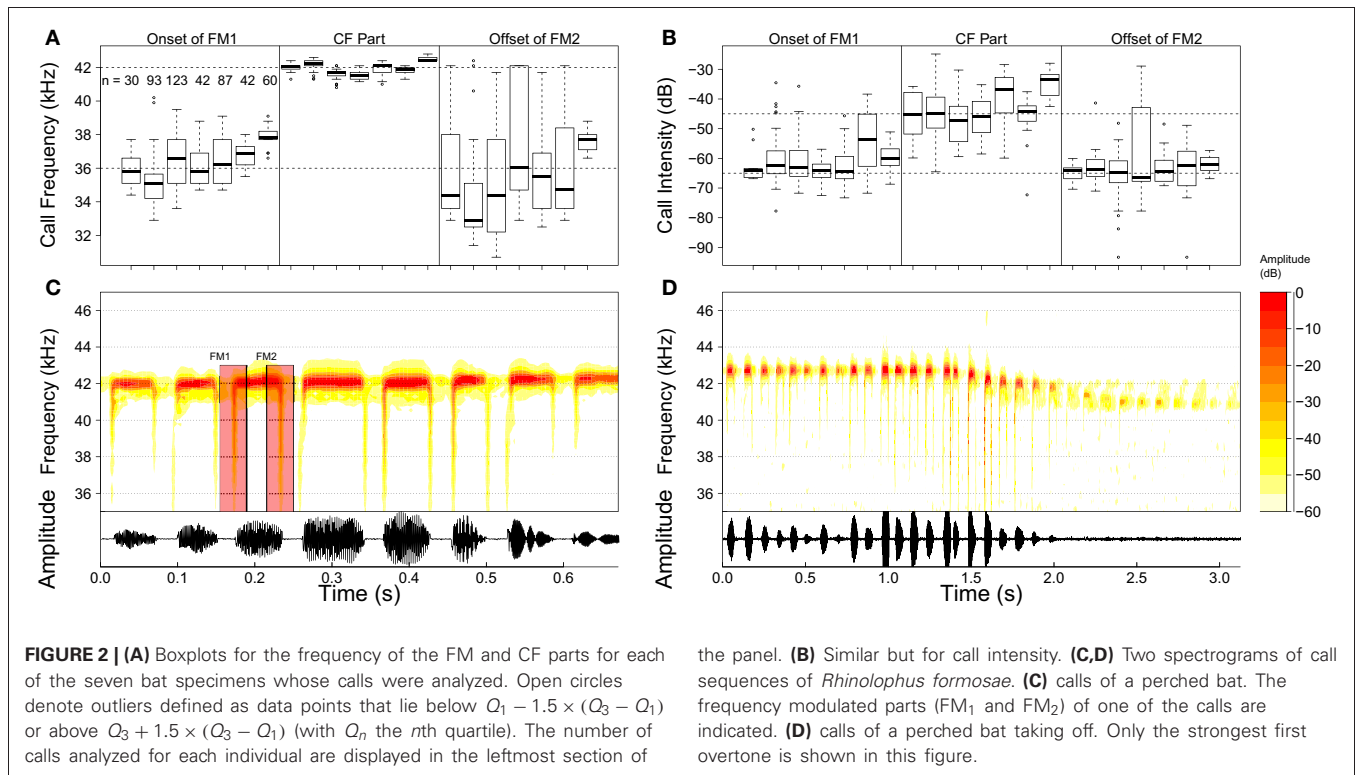 A
Onset of FM1
CF Part
Offset of FM2
n = 30 93 123 42 87 42 60
Call Frequency (kHz)
42
40
38
36
34
32
B
Onset of FM1
CF Part
Offset of FM2
Call Intensity (dB)
−30
−40
−50
−60
−70
−80
−90
C
Frequency (kHz)
46
44
42
40
38
36
FM1
FM2
Amplitude
0.0 0.1 0.2 0.3 0.4 0.5 0.6
Time (s)
D
Frequency (kHz)
46
44
42
40
38
36
Amplitude
0.0 0.5 1.0 1.5 2.0 2.5 3.0
Time (s)
Amplitude
(dB)
0
−10
−20
−30
−40
−50
−60
FIGURE 2 | (A) Boxplots for the frequency of the FM and CF parts for each
of the seven bat specimens whose calls were analyzed. Open circles
denote outliers defined as data points that lie below Q₁ − 1.5 × (Q₃ − Q₁)
or above Q₃ + 1.5 × (Q₃ − Q₁) (with Qₙ the nth quartile). The number of
calls analyzed for each individual are displayed in the leftmost section of
the panel. (B) Similar but for call intensity. (C,D) Two spectrograms of call
sequences of Rhinolophus formosae. (C) calls of a perched bat. The
frequency modulated parts (FM₁ and FM₂) of one of the calls are
indicated. (D) calls of a perched bat taking off. Only the strongest first
overtone is shown in this figure.